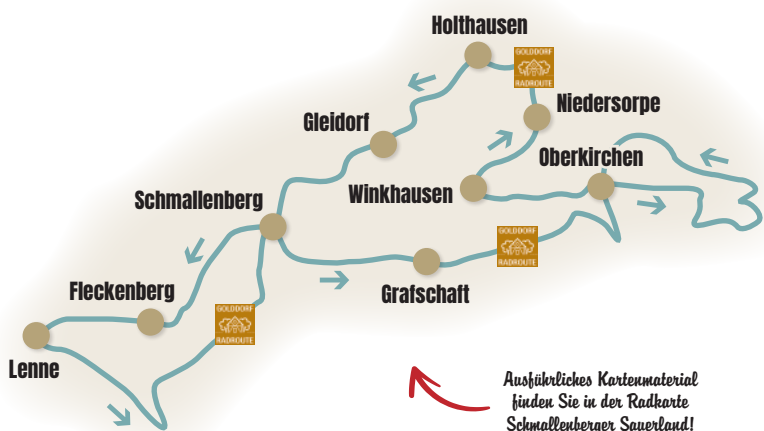 Holthausen
GOLDDORF
RADROUTE
Niedersorpe
Gleidorf
Oberkirchen
Winkhausen
Schmallenberg
GOLDDORF
RADROUTE
Grafschaft
Fleckenberg
GOLDDORF
RADROUTE
Lenne
Ausführliches Kartenmaterial
finden Sie in der Radkarte
Schmallenberger Sauerland!